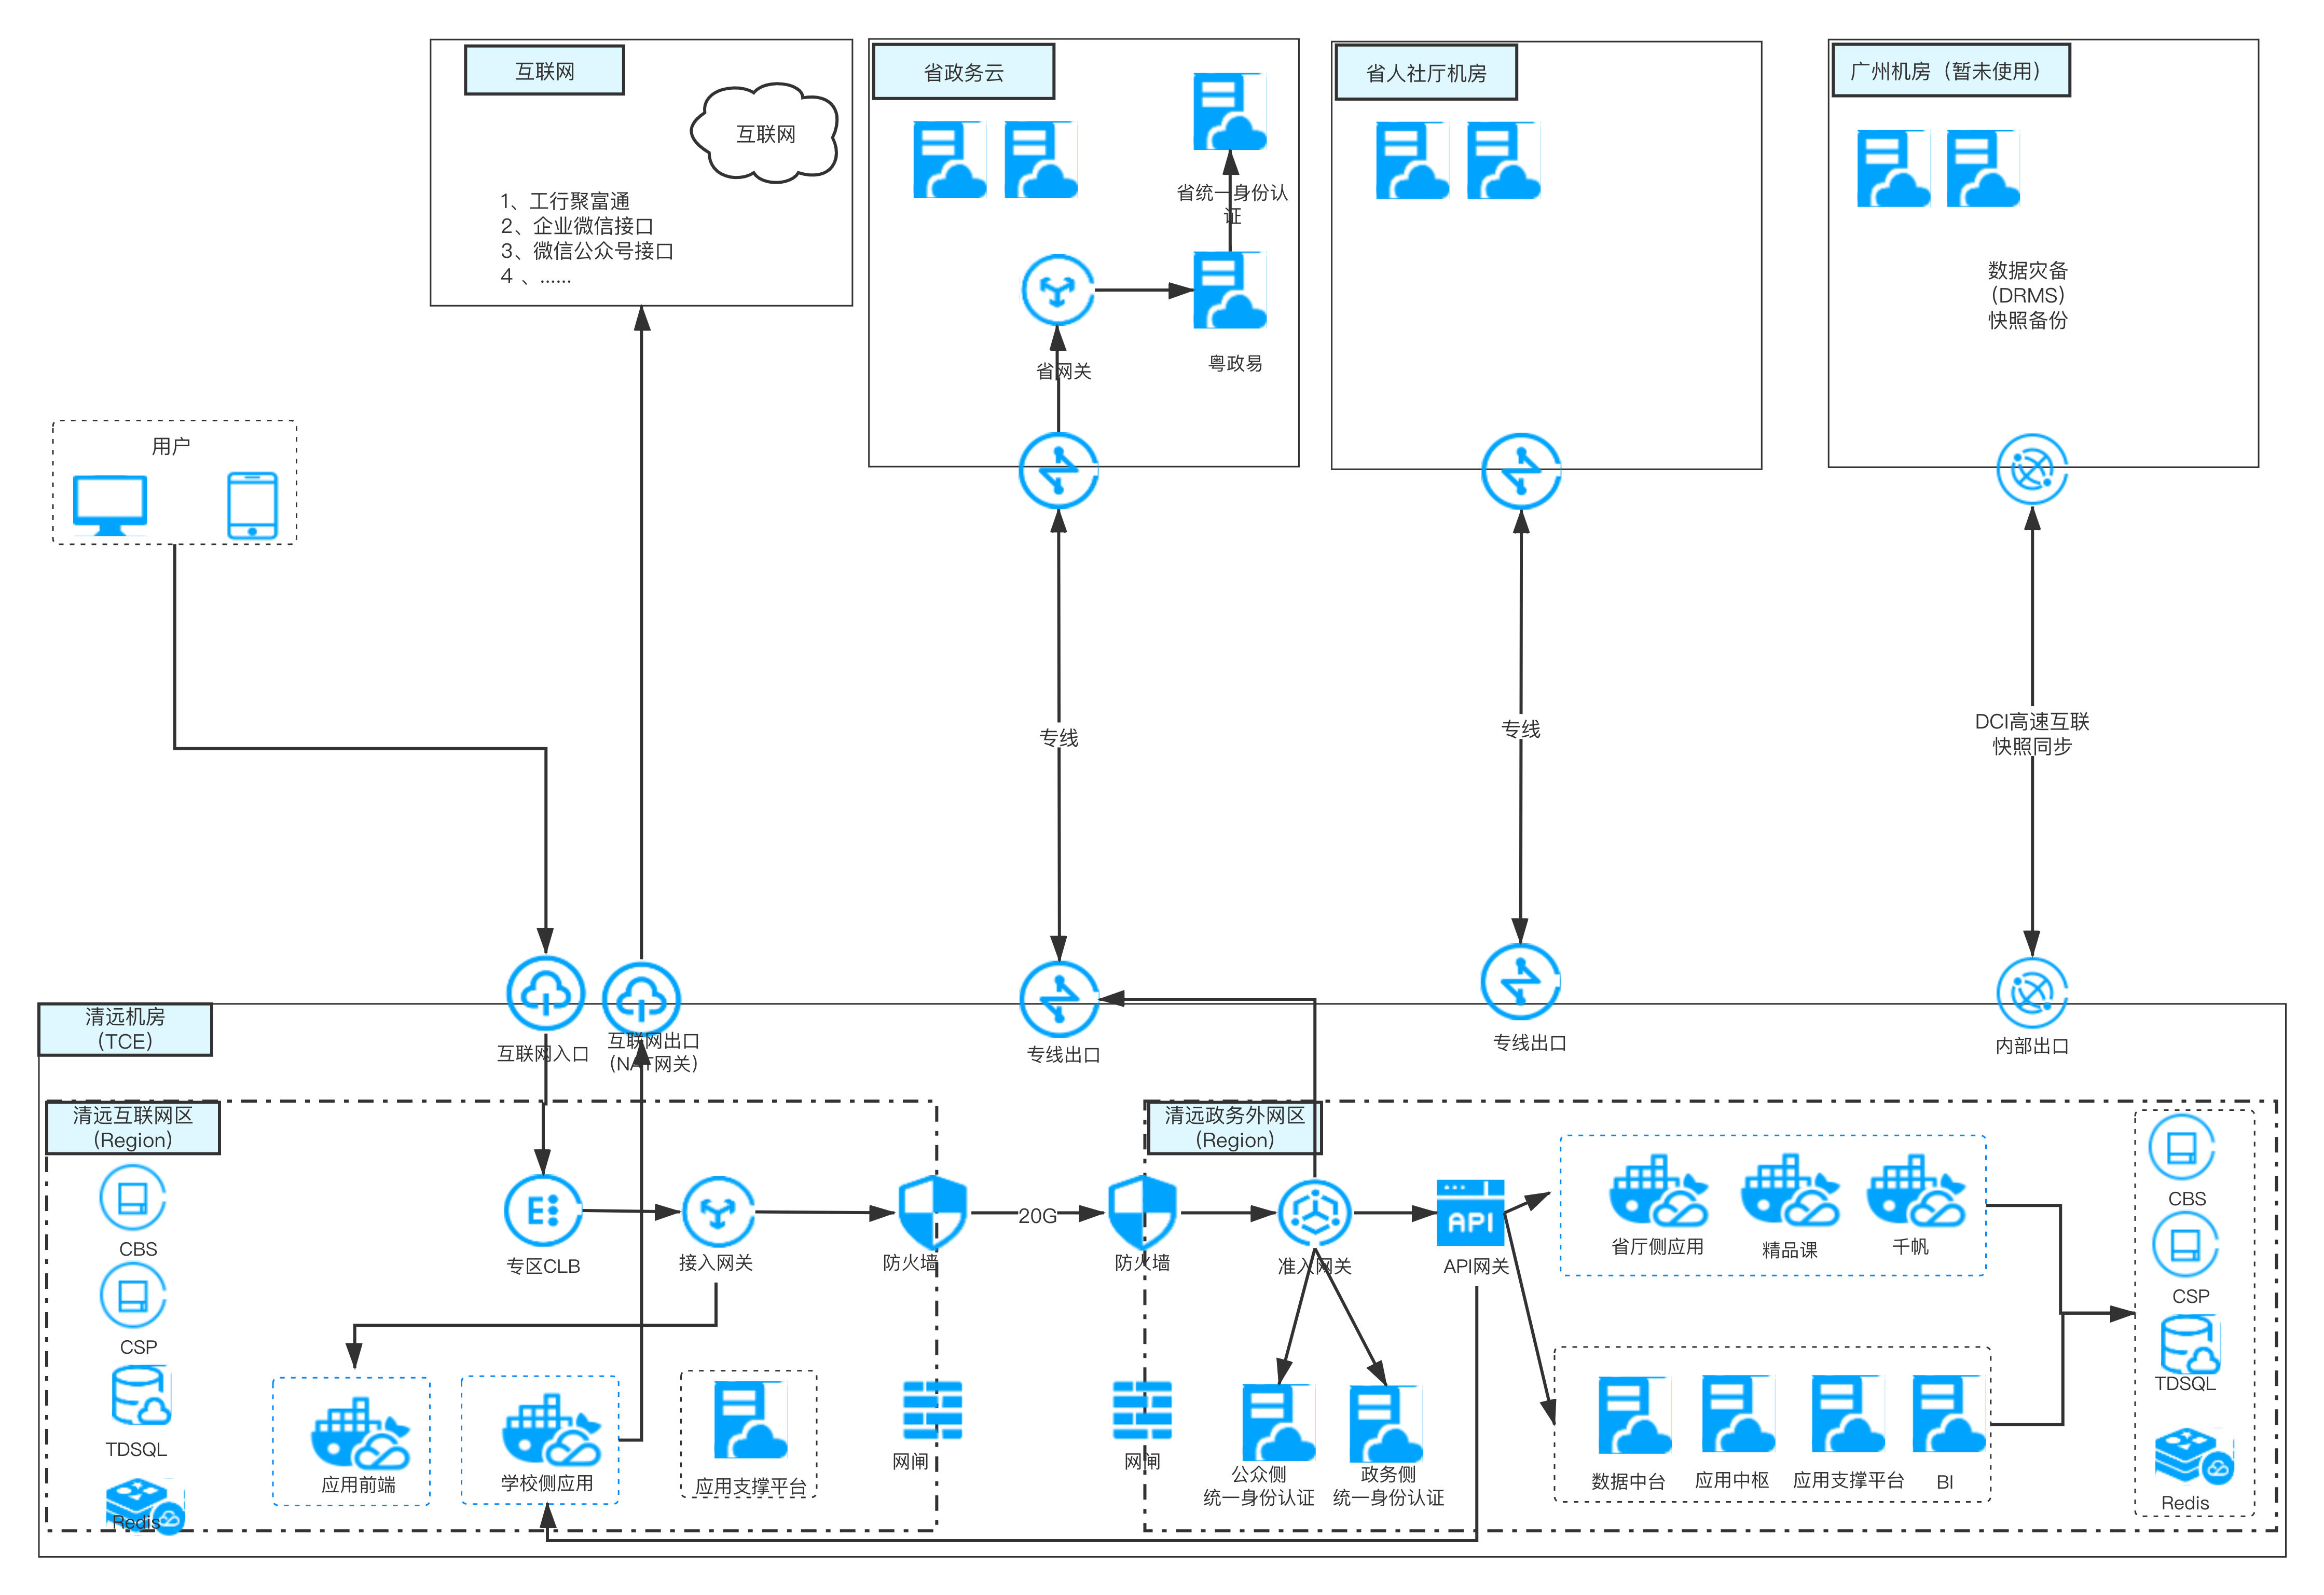 互联网
互联网
1、工行聚富通
2、企业微信接口
3、微信公众号接口
4 、......
省政务云
省统一身份认
证
省网关
粤政易
省人社厅机房
广州机房（暂未使用）
数据灾备
（DRMS）
快照备份
用户
专线
专线
DCI高速互联
快照同步
清远机房
（TCE）
互联网入口
互联网出口
（NAT网关）
专线出口
专线出口
内部出口
清远互联网区
（Region）
CBS
CSP
TDSQL
Redis
专区CLB
接入网关
防火墙
应用前端
学校侧应用
应用支撑平台
网闸
20G
清远政务外网区
（Region）
防火墙
网闸
准入网关
API
API网关
公众侧
统一身份认证
政务侧
统一身份认证
省厅侧应用
精品课
千帆
数据中台
应用中枢
应用支撑平台
BI
CBS
CSP
TDSQL
Redis